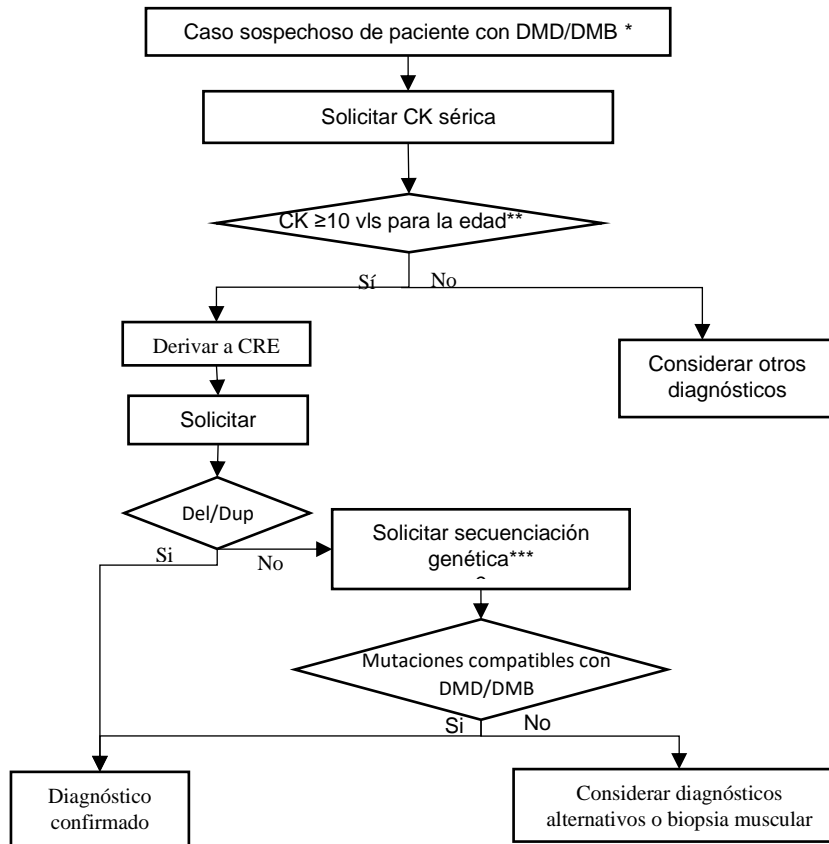 Caso sospechoso de paciente con DMD/DMB *
Solicitar CK sérica
CK ≥10 vls para la edad**
Sí
No
Derivar a CRE
Considerar otros
diagnósticos
Solicitar
Del/Dup
Si
No
Solicitar secuenciación
genética***
Mutaciones compatibles con
DMD/DMB
Si
No
Diagnóstico
confirmado
Considerar diagnósticos
alternativos o biopsia muscular